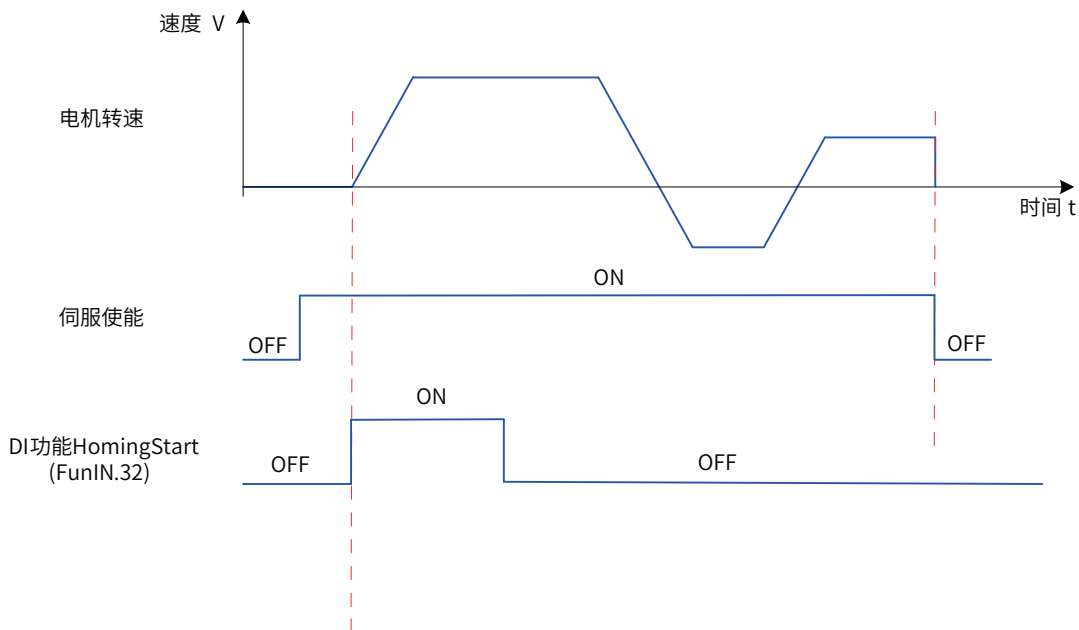 速度 V
电机转速
时间 t
ON
伺服使能
OFF
OFF
ON
DI功能HomingStart
(FunIN.32)
OFF
OFF